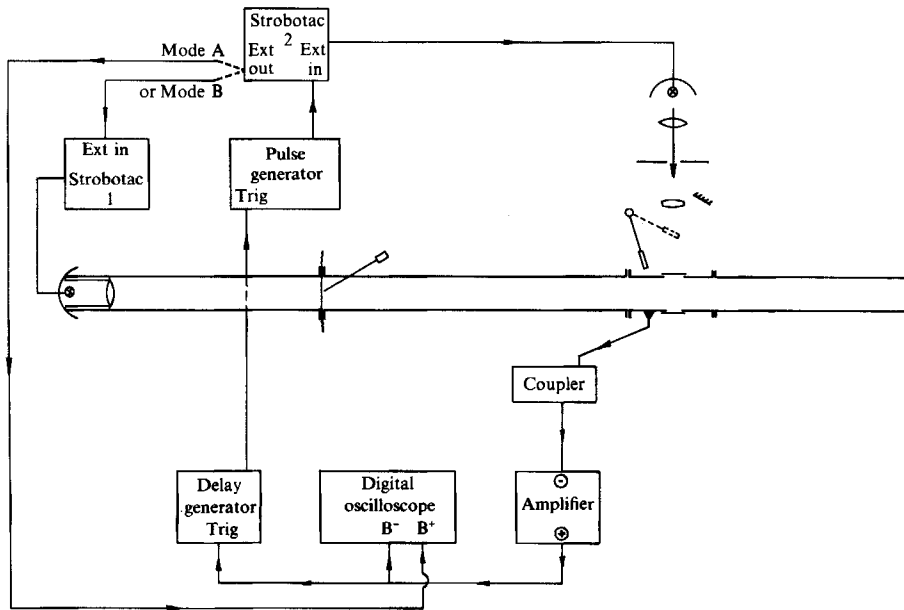 Strobotac
2
Ext Ext
out in
Mode A
or Mode B
Ext in
Strobotac
1
Pulse
generator
Trig
Coupler
Delay
generator
Trig
Digital
oscilloscope
B⁻ B⁺
Amplifier